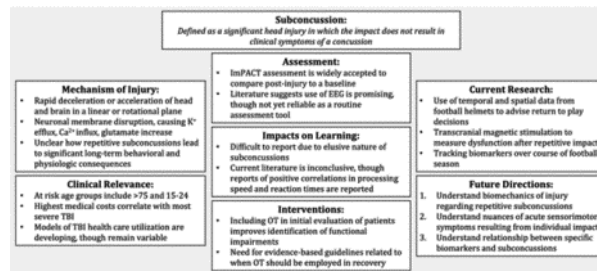 Subconcussion:
Defined as a significant head injury in which the impact does not result in
clinical symptoms of a concussion
Mechanism of Injury:
• Rapid deceleration or acceleration of head
and brain in a linear or rotational plane
• Neuronal membrane disruption, causing K⁺
efflux, Ca²⁺ influx, glutamate increase
• Unclear how repetitive subconcussions lead
to significant long-term behavioral and
physiologic consequences
Clinical Relevance:
• At risk age groups include >75 and 15-24
• Highest medical costs correlate with most
severe TBI
• Models of TBI health care utilization are
developing, though remain variable
Assessment:
• ImPACT assessment is widely accepted to
compare post-injury to a baseline
• Literature suggests use of EEG is promising,
though not yet reliable as a routine
assessment tool
Impacts on Learning:
• Difficult to report due to elusive nature of
subconcussions
• Current literature is inconclusive, though
reports of positive correlations in
processing speed and reaction times are
reported
Interventions:
• Including OT in initial evaluation of patients
improves identification of functional
impairments
• Need for evidence-based guidelines related to
when OT should be employed in recovery
Current Research:
• Use of temporal and spatial data from
football helmets to advise return to play
decisions
• Transcranial magnetic stimulation to
measure dysfunction after repetitive impact
• Tracking biomarkers over course of football
season
Future Directions:
1. Understand biomechanics of injury
regarding repetitive subconcussions
2. Understand nuances of acute sensorimotor
symptoms resulting from individual impact
3. Understand relationship between specific
biomarkers and subconcussions